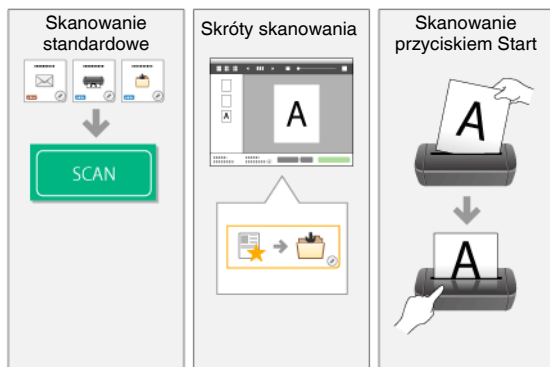 Skanowanie
standardowe
SCAN
Skróty skanowania
A
A
Skanowanie
przyciskiem Start
A
A